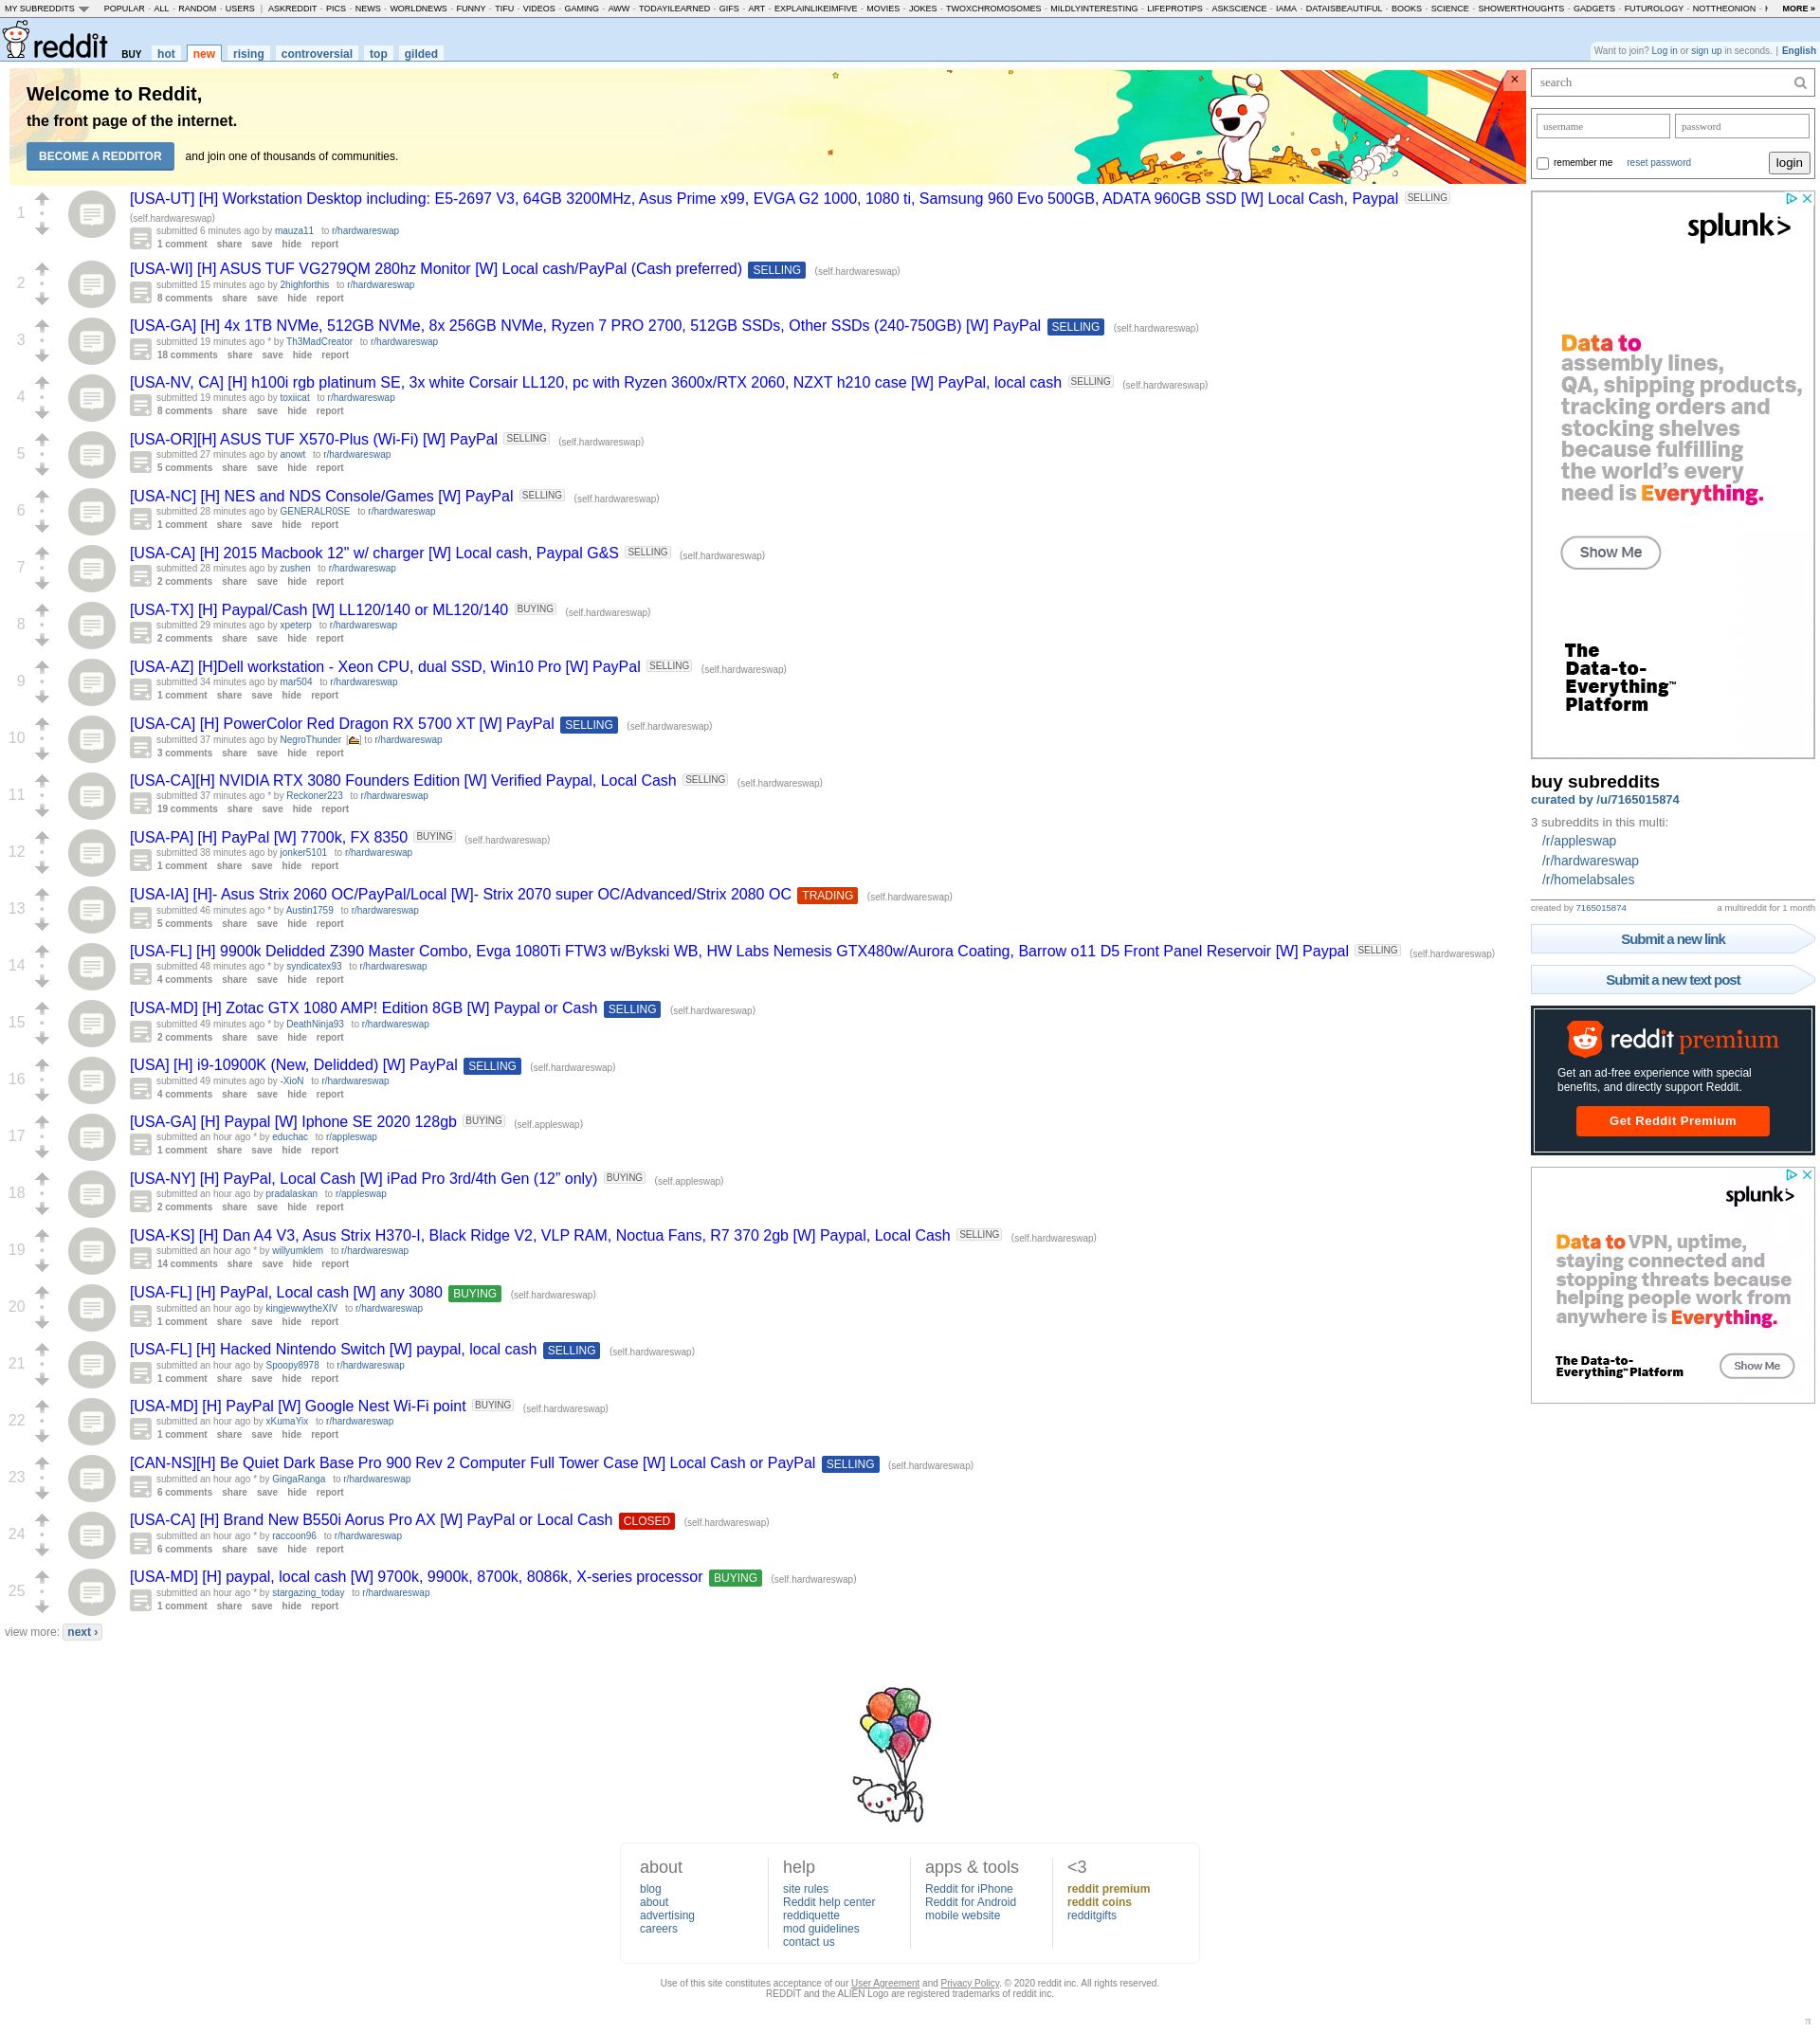 MY SUBREDDITS POPULAR - ALL - RANDOM - USERS | ASKREDDIT - PICS - NEWS - WORLDNEWS - FUNNY - TIFU - VIDEOS - GAMING - AWW - TODAYILEARNED - GIFS - ART - EXPLAINLIKEIMFIVE - MOVIES - JOKES - TWOXCHROMOSOMES - MILDLYINTERESTING - LIFEPROTIPS - ASKSCIENCE - IAMA - DATAISBEAUTIFUL - BOOKS - SCIENCE - SHOWERTHOUGHTS - GADGETS - FUTUROLOGY - NOTTHEONION - MORE »
reddit BUY hot new rising controversial top gilded
Want to join? Log in or sign up in seconds. | English
Welcome to Reddit,
the front page of the internet.
BECOME A REDDITOR and join one of thousands of communities.
×
1
[USA-UT] [H] Workstation Desktop including: E5-2697 V3, 64GB 3200MHz, Asus Prime x99, EVGA G2 1000, 1080 ti, Samsung 960 Evo 500GB, ADATA 960GB SSD [W] Local Cash, Paypal SELLING
(self.hardwareswap)
submitted 6 minutes ago by mauza11 to r/hardwareswap
1 comment share save hide report
2
[USA-WI] [H] ASUS TUF VG279QM 280hz Monitor [W] Local cash/PayPal (Cash preferred) SELLING (self.hardwareswap)
submitted 15 minutes ago by 2highforthis to r/hardwareswap
8 comments share save hide report
3
[USA-GA] [H] 4x 1TB NVMe, 512GB NVMe, 8x 256GB NVMe, Ryzen 7 PRO 2700, 512GB SSDs, Other SSDs (240-750GB) [W] PayPal SELLING (self.hardwareswap)
submitted 19 minutes ago * by Th3MadCreator to r/hardwareswap
18 comments share save hide report
4
[USA-NV, CA] [H] h100i rgb platinum SE, 3x white Corsair LL120, pc with Ryzen 3600x/RTX 2060, NZXT h210 case [W] PayPal, local cash SELLING (self.hardwareswap)
submitted 19 minutes ago by toxiicat to r/hardwareswap
8 comments share save hide report
5
[USA-OR][H] ASUS TUF X570-Plus (Wi-Fi) [W] PayPal SELLING (self.hardwareswap)
submitted 27 minutes ago by anowt to r/hardwareswap
5 comments share save hide report
6
[USA-NC] [H] NES and NDS Console/Games [W] PayPal SELLING (self.hardwareswap)
submitted 28 minutes ago by GENERALR0SE to r/hardwareswap
1 comment share save hide report
7
[USA-CA] [H] 2015 Macbook 12" w/ charger [W] Local cash, Paypal G&S SELLING (self.hardwareswap)
submitted 28 minutes ago by zushen to r/hardwareswap
2 comments share save hide report
8
[USA-TX] [H] Paypal/Cash [W] LL120/140 or ML120/140 BUYING (self.hardwareswap)
submitted 29 minutes ago by xpeterp to r/hardwareswap
2 comments share save hide report
9
[USA-AZ] [H]Dell workstation - Xeon CPU, dual SSD, Win10 Pro [W] PayPal SELLING (self.hardwareswap)
submitted 34 minutes ago by mar504 to r/hardwareswap
1 comment share save hide report
10
[USA-CA] [H] PowerColor Red Dragon RX 5700 XT [W] PayPal SELLING (self.hardwareswap)
submitted 37 minutes ago by NegroThunder [] to r/hardwareswap
3 comments share save hide report
11
[USA-CA][H] NVIDIA RTX 3080 Founders Edition [W] Verified Paypal, Local Cash SELLING (self.hardwareswap)
submitted 37 minutes ago * by Reckoner223 to r/hardwareswap
19 comments share save hide report
12
[USA-PA] [H] PayPal [W] 7700k, FX 8350 BUYING (self.hardwareswap)
submitted 38 minutes ago by jonker5101 to r/hardwareswap
1 comment share save hide report
13
[USA-IA] [H]- Asus Strix 2060 OC/PayPal/Local [W]- Strix 2070 super OC/Advanced/Strix 2080 OC TRADING (self.hardwareswap)
submitted 46 minutes ago * by Austin1759 to r/hardwareswap
5 comments share save hide report
14
[USA-FL] [H] 9900k Delidded Z390 Master Combo, Evga 1080Ti FTW3 w/Bykski WB, HW Labs Nemesis GTX480w/Aurora Coating, Barrow o11 D5 Front Panel Reservoir [W] Paypal SELLING (self.hardwareswap)
submitted 48 minutes ago * by syndicatex93 to r/hardwareswap
4 comments share save hide report
15
[USA-MD] [H] Zotac GTX 1080 AMP! Edition 8GB [W] Paypal or Cash SELLING (self.hardwareswap)
submitted 49 minutes ago * by DeathNinja93 to r/hardwareswap
2 comments share save hide report
16
[USA] [H] i9-10900K (New, Delidded) [W] PayPal SELLING (self.hardwareswap)
submitted 49 minutes ago by -XioN to r/hardwareswap
4 comments share save hide report
17
[USA-GA] [H] Paypal [W] Iphone SE 2020 128gb BUYING (self.appleswap)
submitted an hour ago * by educhac to r/appleswap
1 comment share save hide report
18
[USA-NY] [H] PayPal, Local Cash [W] iPad Pro 3rd/4th Gen (12” only) BUYING (self.appleswap)
submitted an hour ago by pradalaskan to r/appleswap
2 comments share save hide report
19
[USA-KS] [H] Dan A4 V3, Asus Strix H370-I, Black Ridge V2, VLP RAM, Noctua Fans, R7 370 2gb [W] Paypal, Local Cash SELLING (self.hardwareswap)
submitted an hour ago * by willyumklem to r/hardwareswap
14 comments share save hide report
20
[USA-FL] [H] PayPal, Local cash [W] any 3080 BUYING (self.hardwareswap)
submitted an hour ago by kingjewwytheXIV to r/hardwareswap
1 comment share save hide report
21
[USA-FL] [H] Hacked Nintendo Switch [W] paypal, local cash SELLING (self.hardwareswap)
submitted an hour ago by Spoopy8978 to r/hardwareswap
1 comment share save hide report
22
[USA-MD] [H] PayPal [W] Google Nest Wi-Fi point BUYING (self.hardwareswap)
submitted an hour ago by xKumaYix to r/hardwareswap
1 comment share save hide report
23
[CAN-NS][H] Be Quiet Dark Base Pro 900 Rev 2 Computer Full Tower Case [W] Local Cash or PayPal SELLING (self.hardwareswap)
submitted an hour ago * by GingaRanga to r/hardwareswap
6 comments share save hide report
24
[USA-CA] [H] Brand New B550i Aorus Pro AX [W] PayPal or Local Cash CLOSED (self.hardwareswap)
submitted an hour ago * by raccoon96 to r/hardwareswap
6 comments share save hide report
25
[USA-MD] [H] paypal, local cash [W] 9700k, 9900k, 8700k, 8086k, X-series processor BUYING (self.hardwareswap)
submitted an hour ago * by stargazing_today to r/hardwareswap
1 comment share save hide report
view more: next ›
search
username password
remember me reset password login
splunk>
Data to
assembly lines,
QA, shipping products,
tracking orders and
stocking shelves
because fulfilling
the world’s every
need is Everything.
Show Me
The
Data-to-
Everything™
Platform
buy subreddits
curated by /u/7165015874
3 subreddits in this multi:
/r/appleswap
/r/hardwareswap
/r/homelabsales
created by 7165015874 a multireddit for 1 month
Submit a new link
Submit a new text post
reddit premium
Get an ad-free experience with special
benefits, and directly support Reddit.
Get Reddit Premium
splunk>
Data to VPN, uptime,
staying connected and
stopping threats because
helping people work from
anywhere is Everything.
The Data-to-
Everything™ Platform
Show Me
about
blog
about
advertising
careers
help
site rules
Reddit help center
reddiquette
mod guidelines
contact us
apps & tools
Reddit for iPhone
Reddit for Android
mobile website
<3
reddit premium
reddit coins
redditgifts
Use of this site constitutes acceptance of our User Agreement and Privacy Policy. © 2020 reddit inc. All rights reserved.
REDDIT and the ALIEN Logo are registered trademarks of reddit inc.
π